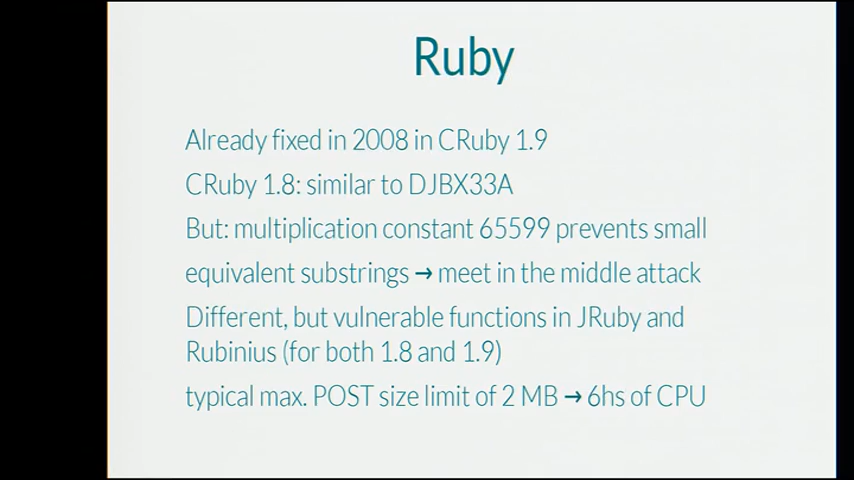 Ruby
Already fixed in 2008 in CRuby 1.9
CRuby 1.8: similar to DJBX33A
But: multiplication constant 65599 prevents small
equivalent substrings → meet in the middle attack
Different, but vulnerable functions in JRuby and
Rubinius (for both 1.8 and 1.9)
typical max. POST size limit of 2 MB → 6hs of CPU